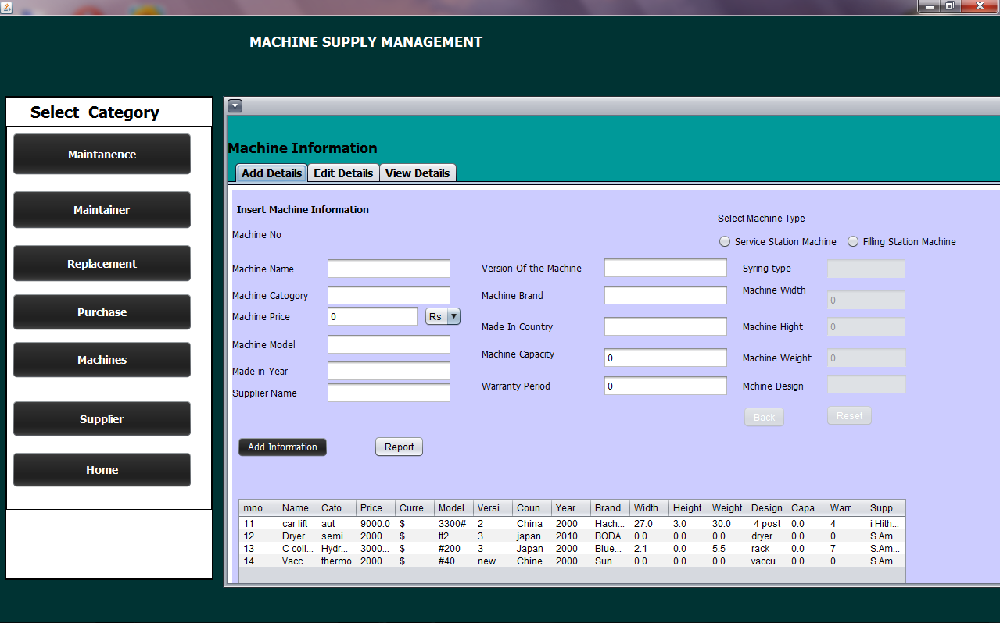 MACHINE SUPPLY MANAGEMENT
Select Category
Maintanence
Maintainer
Replacement
Purchase
Machines
Supplier
Home
Machine Information
Add Details Edit Details View Details
Insert Machine Information
Select Machine Type
Machine No
Service Station Machine Filling Station Machine
Machine Name Version Of the Machine Syring type
Machine Catogory Machine Brand Machine Width 0
Machine Price 0 Rs Made In Country Machine Hight 0
Machine Model Machine Capacity 0 Machine Weight 0
Made in Year Warranty Period 0 Mchine Design
Supplier Name
Back Reset
Add Information Report
mno Name Cato... Price Curre... Model Versi... Coun... Year Brand Width Height Weight Design Capa... Warr... Supp...
11 car lift aut 9000.0 $ 3300# 2 China 2000 Hach... 27.0 3.0 30.0 4 post 0.0 4 i Hith...
12 Dryer semi 2000... $ tt2 3 japan 2010 BODA 0.0 0.0 0.0 dryer 0.0 0 S.Am...
13 C coll... Hydr... 3000... $ #200 3 Japan 2000 Blue... 2.1 0.0 5.5 rack 0.0 7 S.Am...
14 Vacc... thermo 2000... $ #40 new Chine 2000 Sun... 0.0 0.0 0.0 vaccu... 0.0 0 S.Am...